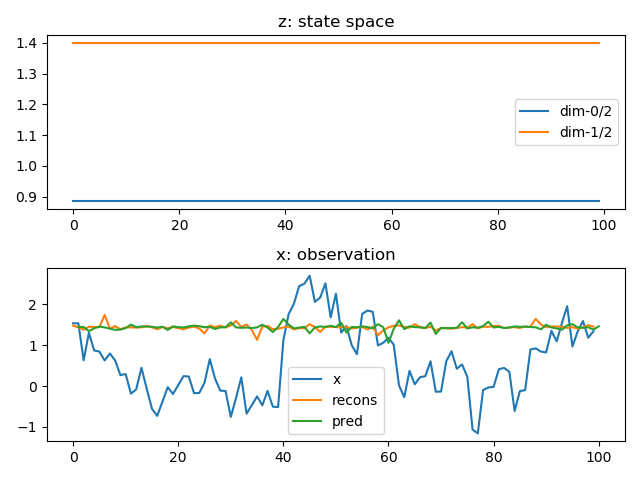 z: state space
1.4
1.3
1.2
1.1
1.0
0.9
dim-0/2
dim-1/2
0 20 40 60 80 100
x: observation
2
1
0
−1
x
recons
pred
0 20 40 60 80 100